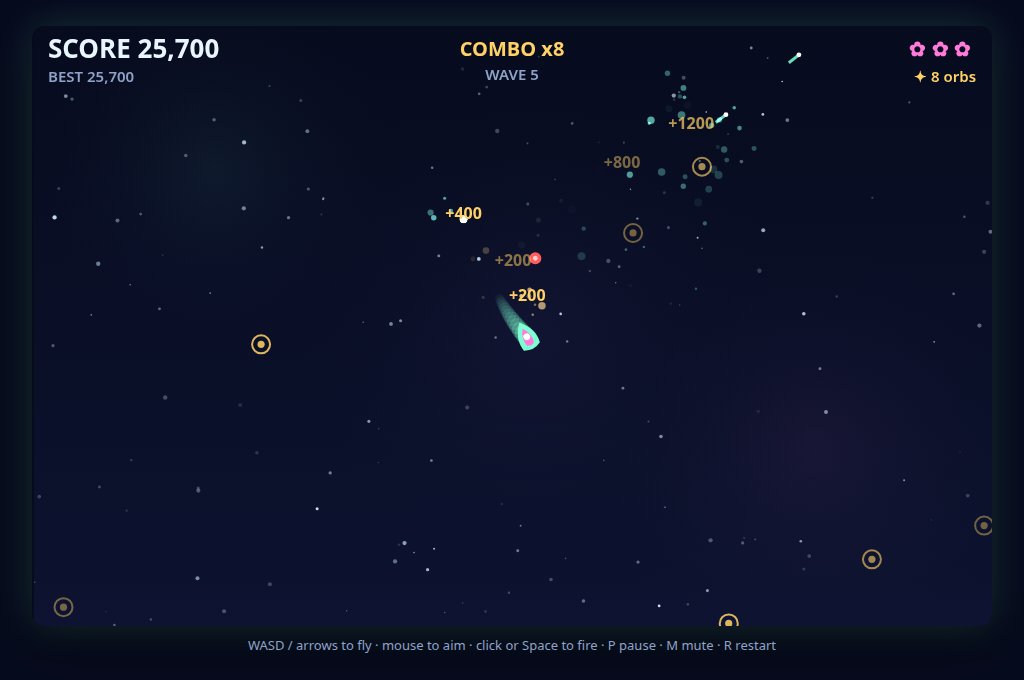 SCORE 25,700
COMBO x8
✿ ✿ ✿
BEST 25,700
WAVE 5
✦ 8 orbs
+1200
+800
+400
+200
+200
WASD / arrows to fly · mouse to aim · click or Space to fire · P pause · M mute · R restart